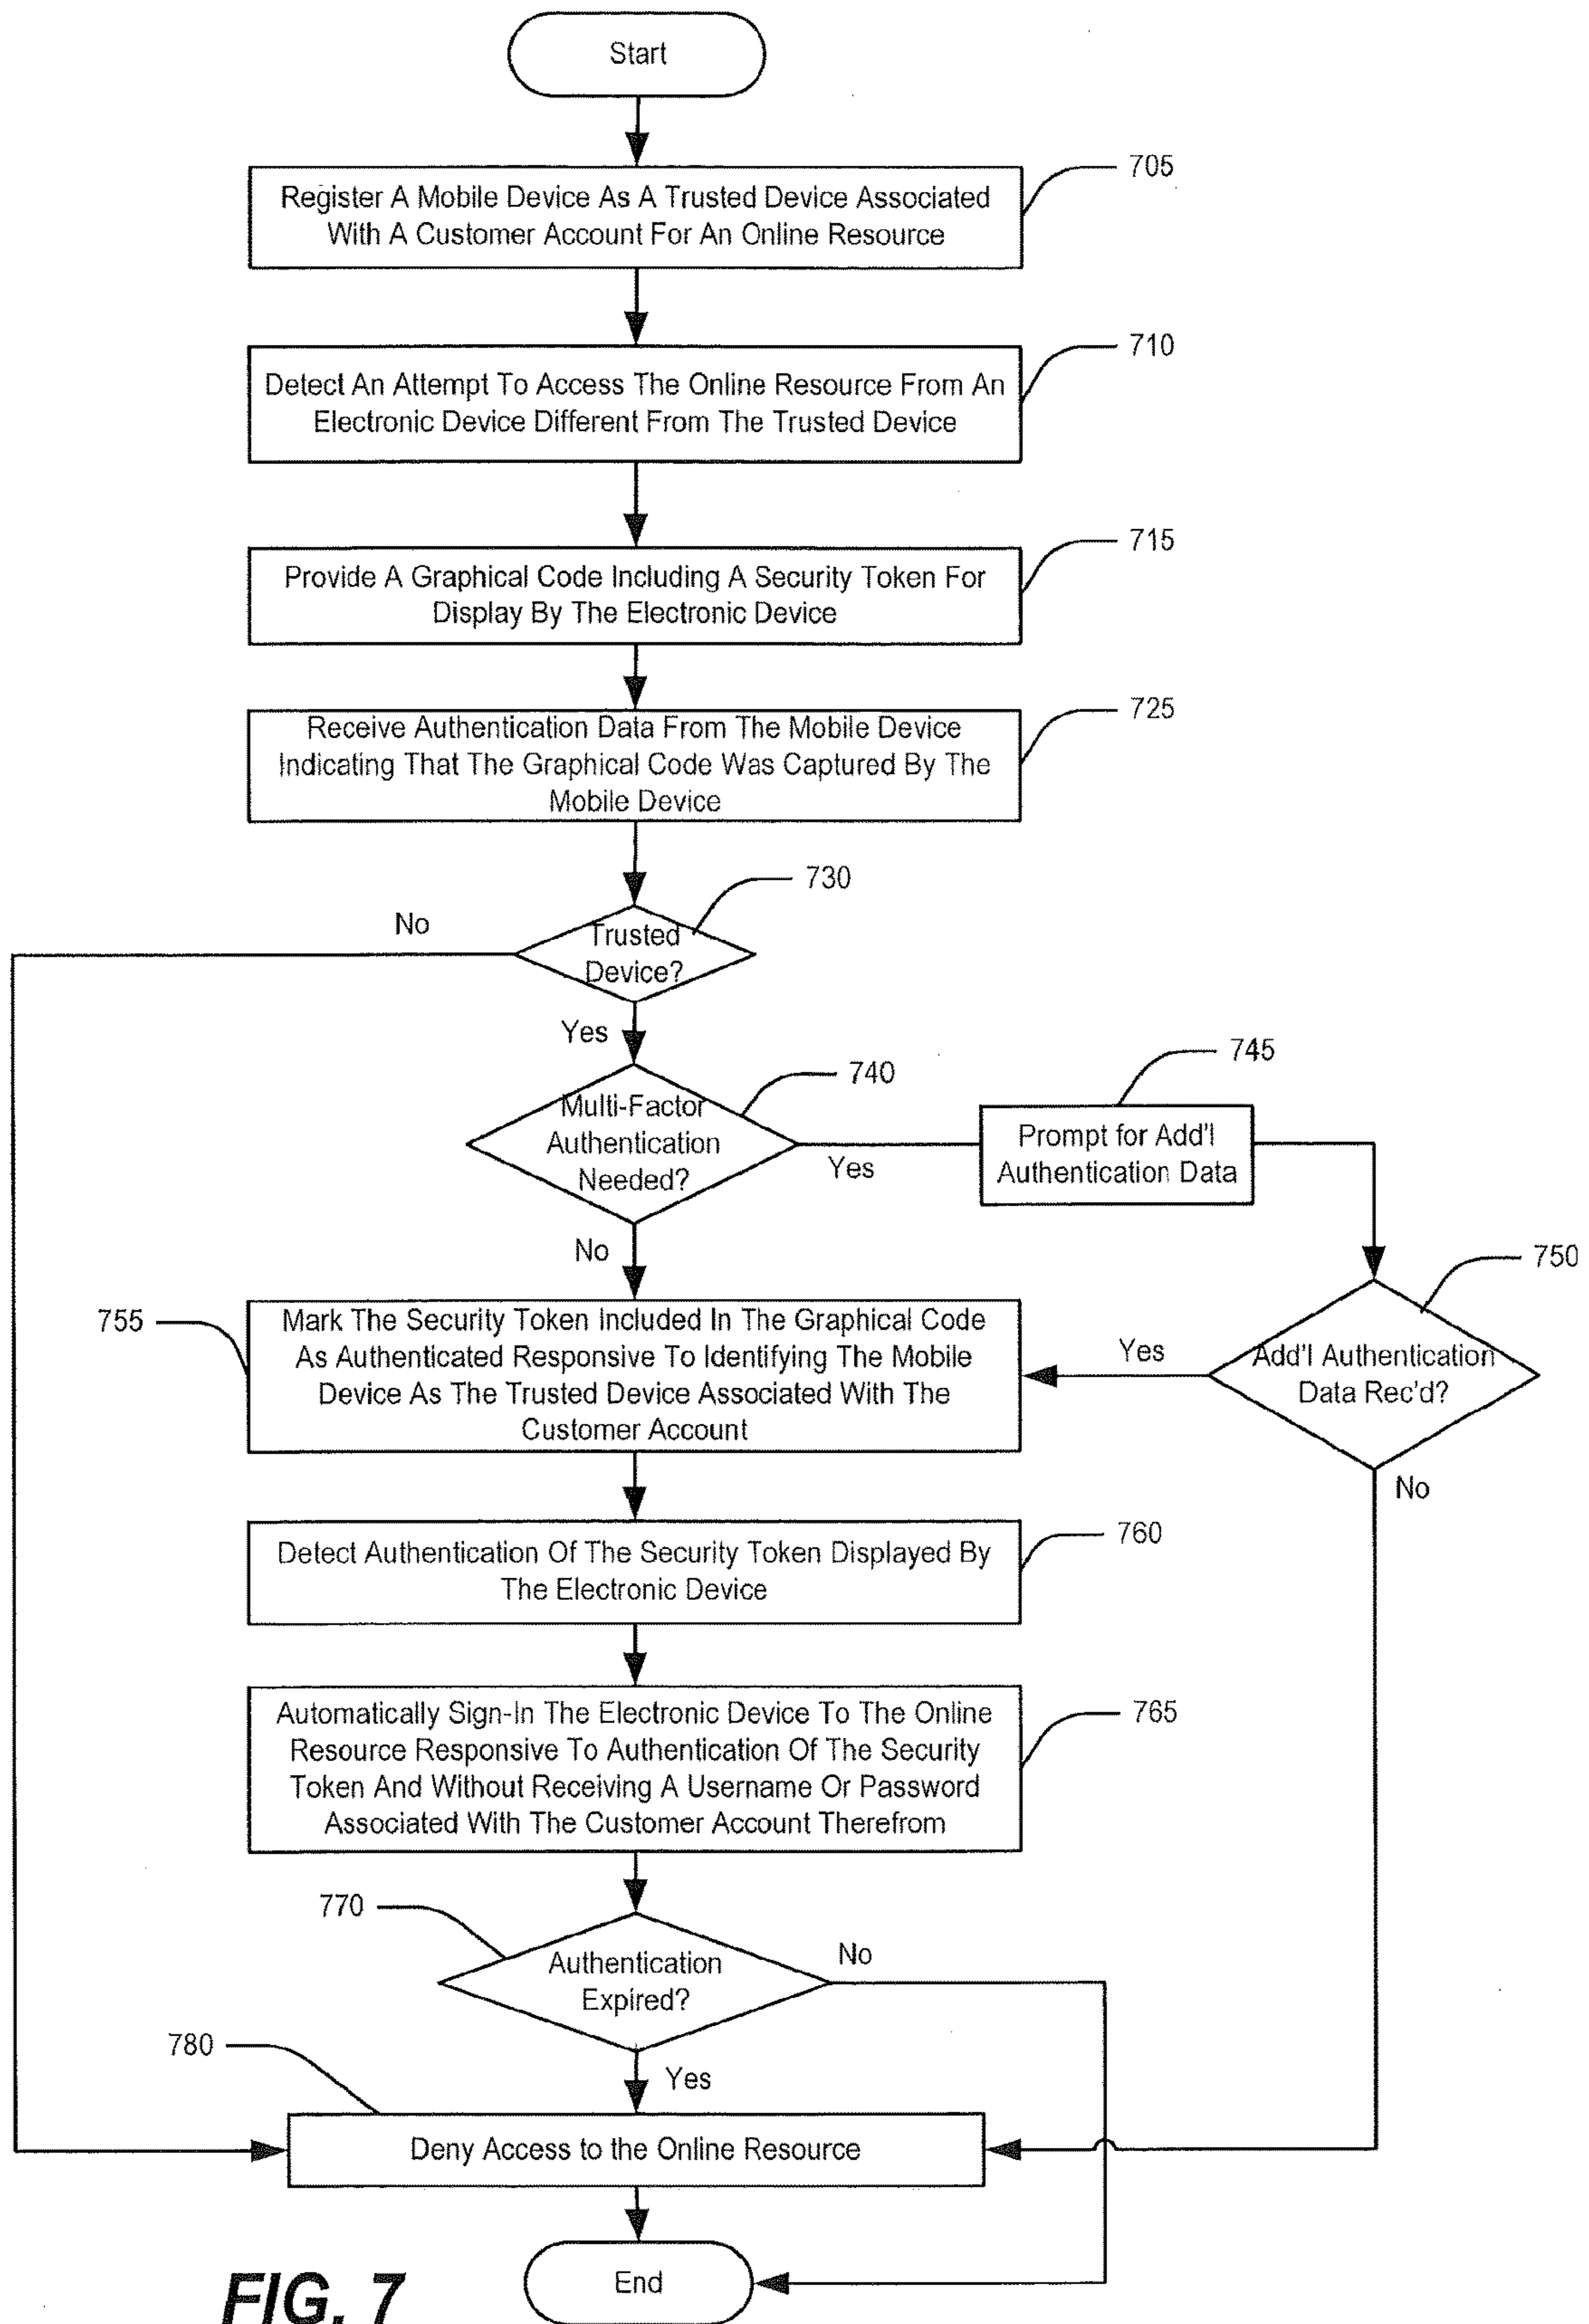 Start
705
Register A Mobile Device As A Trusted Device Associated
With A Customer Account For An Online Resource
710
Detect An Attempt To Access The Online Resource From An
Electronic Device Different From The Trusted Device
715
Provide A Graphical Code Including A Security Token For
Display By The Electronic Device
725
Receive Authentication Data From The Mobile Device
Indicating That The Graphical Code Was Captured By The
Mobile Device
730
No
Trusted
Device?
Yes
740
Multi-Factor
Authentication
Needed?
Yes
745
Prompt for Add'l
Authentication Data
No
750
Add'l Authentication
Data Rec'd?
Yes
No
755
Mark The Security Token Included In The Graphical Code
As Authenticated Responsive To Identifying The Mobile
Device As The Trusted Device Associated With The
Customer Account
760
Detect Authentication Of The Security Token Displayed By
The Electronic Device
765
Automatically Sign-In The Electronic Device To The Online
Resource Responsive To Authentication Of The Security
Token And Without Receiving A Username Or Password
Associated With The Customer Account Therefrom
770
Authentication
Expired?
No
Yes
780
Deny Access to the Online Resource
End
FIG. 7